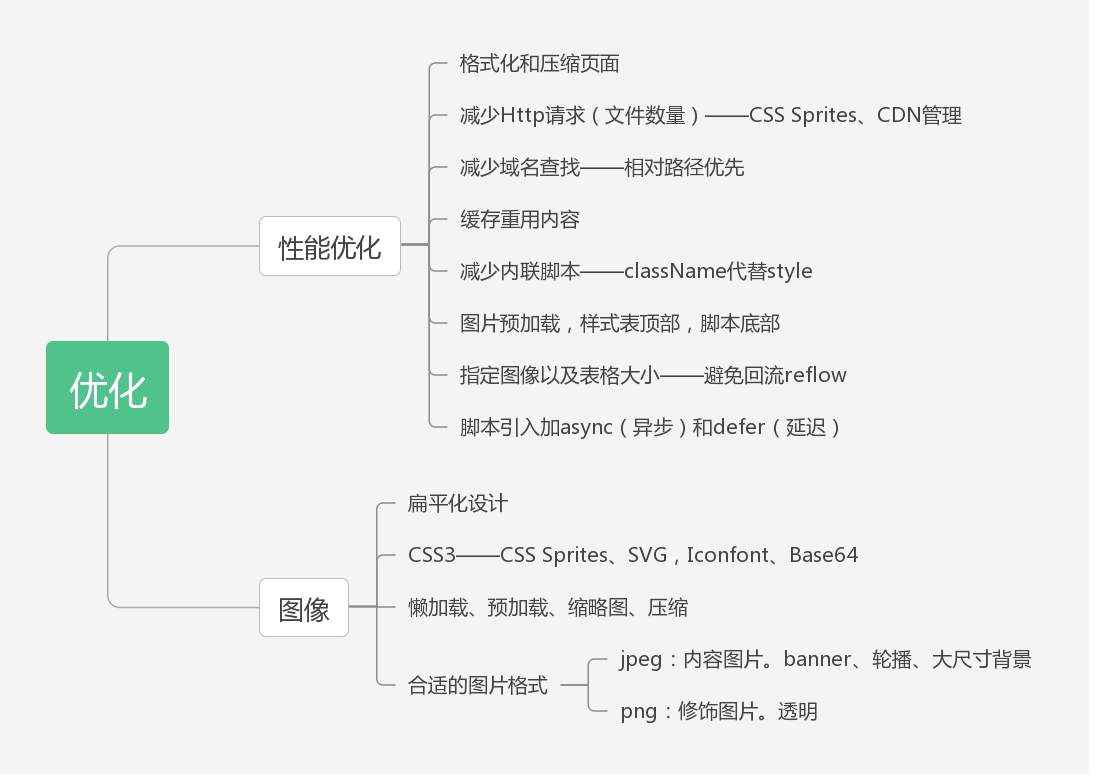 优化
性能优化
格式化和压缩页面
减少Http请求（文件数量）——CSS Sprites、CDN管理
减少域名查找——相对路径优先
缓存重用内容
减少内联脚本——className代替style
图片预加载，样式表顶部，脚本底部
指定图像以及表格大小——避免回流reflow
脚本引入加async（异步）和defer（延迟）
图像
扁平化设计
CSS3——CSS Sprites、SVG，Iconfont、Base64
懒加载、预加载、缩略图、压缩
合适的图片格式
jpeg：内容图片。banner、轮播、大尺寸背景
png：修饰图片。透明